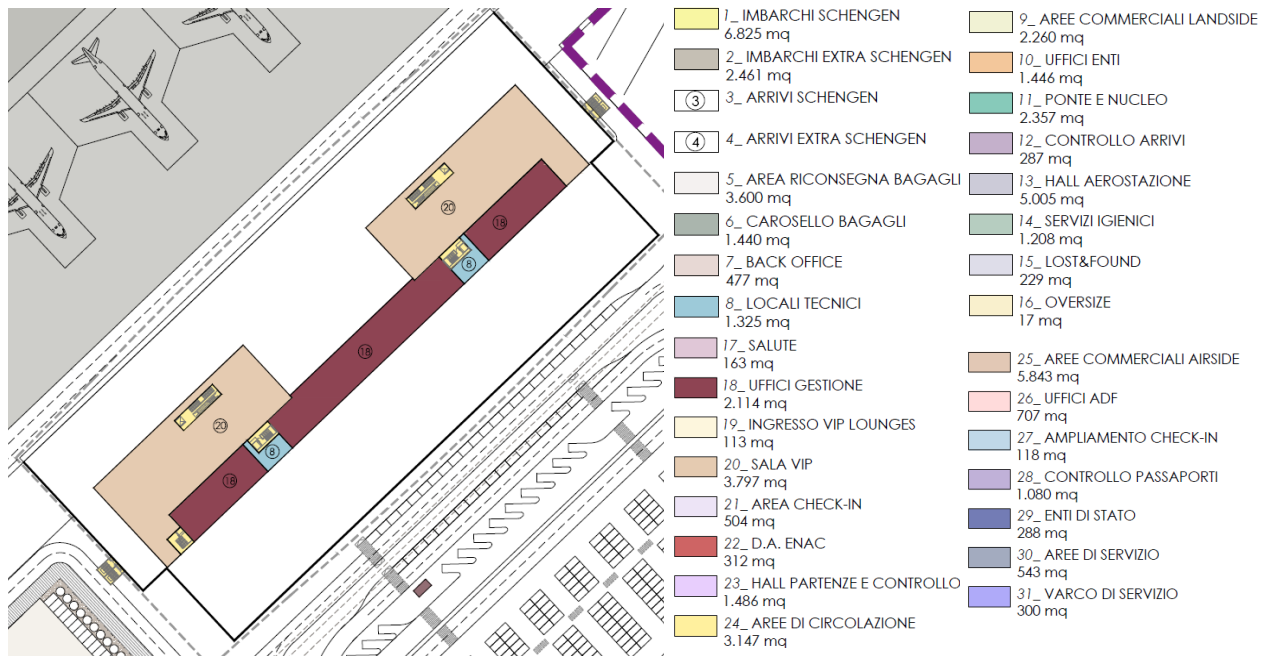 20
18
8
18
20
8
18
1_ IMBARCHI SCHENGEN
6.825 mq
2_ IMBARCHI EXTRA SCHENGEN
2.461 mq
3 3_ ARRIVI SCHENGEN
4 4_ ARRIVI EXTRA SCHENGEN
5_ AREA RICONSEGNA BAGAGLI
3.600 mq
6_ CAROSELLO BAGAGLI
1.440 mq
7_ BACK OFFICE
477 mq
8_ LOCALI TECNICI
1.325 mq
17_ SALUTE
163 mq
18_ UFFICI GESTIONE
2.114 mq
19_ INGRESSO VIP LOUNGES
113 mq
20_ SALA VIP
3.797 mq
21_ AREA CHECK-IN
504 mq
22_ D.A. ENAC
312 mq
23_ HALL PARTENZE E CONTROLLO
1.486 mq
24_ AREE DI CIRCOLAZIONE
3.147 mq
9_ AREE COMMERCIALI LANDSIDE
2.260 mq
10_ UFFICI ENTI
1.446 mq
11_ PONTE E NUCLEO
2.357 mq
12_ CONTROLLO ARRIVI
287 mq
13_ HALL AEROSTAZIONE
5.005 mq
14_ SERVIZI IGIENICI
1.208 mq
15_ LOST&FOUND
229 mq
16_ OVERSIZE
17 mq
25_ AREE COMMERCIALI AIRSIDE
5.843 mq
26_ UFFICI ADF
707 mq
27_ AMPLIAMENTO CHECK-IN
118 mq
28_ CONTROLLO PASSAPORTI
1.080 mq
29_ ENTI DI STATO
288 mq
30_ AREE DI SERVIZIO
543 mq
31_ VARCO DI SERVIZIO
300 mq